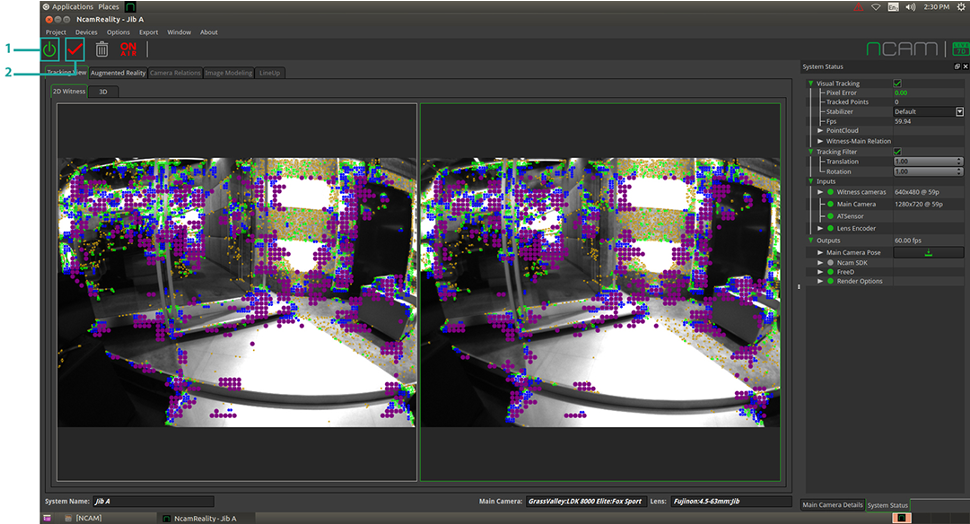 Applications Places
En
2:30 PM
NcamReality - Jib A
Project Devices Options Export Window About
1
ON AIR
ncam
2
Tracking View Augmented Reality Camera Relations Image Modeling LineUp
2D Witness 3D
System Status
Visual Tracking
Pixel Error 0.00
Tracked Points 0
Stabilizer Default
Fps 59.94
PointCloud
Witness-Main Relation
Tracking Filter
Translation 1.00
Rotation 1.00
Inputs
Witness cameras 640x480 @ 59p
Main Camera 1280x720 @ 59p
ATSensor
Lens Encoder
Outputs 60.00 fps
Main Camera Pose
Ncam SDK
FreeD
Render Options
System Name: Jib A Main Camera: GrassValley:LDK 8000 Elite:Fox Sport Lens: Fujinon:4.5-63mm:Jib
Main Camera Details System Status
[NCAM] NcamReality - Jib A